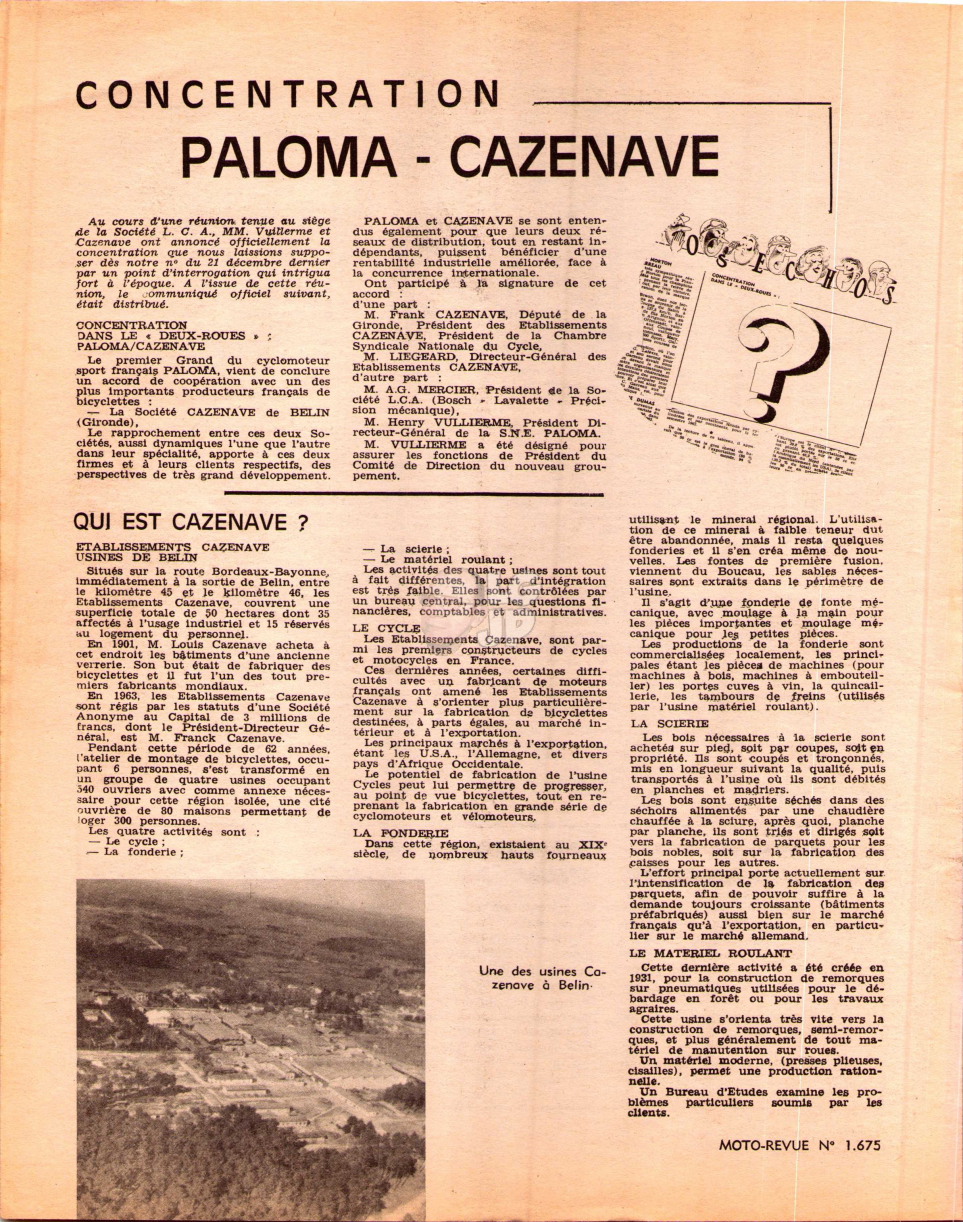 CONCENTRATION
PALOMA - CAZENAVE
Au cours d'une réunion tenue au siège
de la Société L. C. A., MM. Vuillerme et
Cazenave ont annoncé officiellement la
concentration que nous laissions suppo-
ser dès notre n° du 21 décembre dernier
par un point d'interrogation qui intrigua
fort à l'époque. A l'issue de cette réu-
nion, le communiqué officiel suivant,
était distribué.
CONCENTRATION
DANS LE « DEUX-ROUES » :
PALOMA/CAZENAVE
Le premier Grand du cyclomoteur
sport français PALOMA, vient de conclure
un accord de coopération avec un des
plus importants producteurs français de
bicyclettes :
— La Société CAZENAVE de BELIN
(Gironde),
Le rapprochement entre ces deux So-
ciétés, aussi dynamiques l'une que l'autre
dans leur spécialité, apporte à ces deux
firmes et à leurs clients respectifs, des
perspectives de très grand développement.
PALOMA et CAZENAVE se sont enten-
dus également pour que leurs deux ré-
seaux de distribution, tout en restant in-
dépendants, puissent bénéficier d'une
rentabilité industrielle améliorée, face à
la concurrence internationale.
Ont participé à la signature de cet
accord :
d'une part :
M. Frank CAZENAVE, Député de la
Gironde, Président des Etablissements
CAZENAVE, Président de la Chambre
Syndicale Nationale du Cycle,
M. LIEGEARD, Directeur-Général des
Etablissements CAZENAVE,
d'autre part :
M. A.G. MERCIER, Président de la So-
ciété L.C.A. (Bosch - Lavalette - Préci-
sion mécanique),
M. Henry VULLIERME, Président Di-
recteur-Général de la S.N.E. PALOMA.
M. VULLIERME a été désigné pour
assurer les fonctions de Président du
Comité de Direction du nouveau grou-
pement.
MOGECHOS
NORTON
BREAK
CONCENTRATION
DANS LE « DEUX-ROUES » :
?
DUMAS
QUI EST CAZENAVE ?
ETABLISSEMENTS CAZENAVE
USINES DE BELIN
Situés sur la route Bordeaux-Bayonne,
immédiatement à la sortie de Belin, entre
le kilomètre 45 et le kilomètre 46, les
Etablissements Cazenave, couvrent une
superficie totale de 50 hectares dont 35
affectés à l'usage industriel et 15 réservés
au logement du personnel.
En 1901, M. Louis Cazenave acheta à
cet endroit les bâtiments d'une ancienne
verrerie. Son but était de fabriquer des
bicyclettes et il fut l'un des tout pre-
miers fabricants mondiaux.
En 1963, les Etablissements Cazenave
sont régis par les statuts d'une Société
Anonyme au Capital de 3 millions de
francs, dont le Président-Directeur Gé-
néral, est M. Franck Cazenave.
Pendant cette période de 62 années,
l'atelier de montage de bicyclettes, occu-
pant 6 personnes, s'est transformé en
un groupe de quatre usines occupant
540 ouvriers avec comme annexe néces-
saire pour cette région isolée, une cité
ouvrière de 80 maisons permettant de
loger 300 personnes.
Les quatre activités sont :
— Le cycle ;
— La fonderie ;
— La scierie ;
— Le matériel roulant ;
Les activités des quatre usines sont tout
à fait différentes, la part d'intégration
est très faible. Elles sont contrôlées par
un bureau central, pour les questions fi-
nancières, comptables et administratives.
LE CYCLE
Les Etablissements Cazenave, sont par-
mi les premiers constructeurs de cycles
et motocycles en France.
Ces dernières années, certaines diffi-
cultés avec un fabricant de moteurs
français ont amené les Etablissements
Cazenave à s'orienter plus particulière-
ment sur la fabrication de bicyclettes
destinées, à parts égales, au marché in-
térieur et à l'exportation.
Les principaux marchés à l'exportation,
étant les U.S.A., l'Allemagne, et divers
pays d'Afrique Occidentale.
Le potentiel de fabrication de l'usine
Cycles peut lui permettre de progresser,
au point de vue bicyclettes, tout en re-
prenant la fabrication en grande série de
cyclomoteurs et vélomoteurs.
LA FONDERIE
Dans cette région, existaient au XIXe
siècle, de nombreux hauts fourneaux
utilisant le minerai régional. L'utilisa-
tion de ce minerai à faible teneur dut
être abandonnée, mais il resta quelques
fonderies et il s'en créa même de nou-
velles. Les fontes de première fusion,
viennent du Boucau, les sables néces-
saires sont extraits dans le périmètre de
l'usine.
Il s'agit d'une fonderie de fonte mé-
canique, avec moulage à la main pour
les pièces importantes et moulage mé-
canique pour les petites pièces.
Les productions de la fonderie sont
commercialisées localement, les princi-
pales étant les pièces de machines (pour
machines à bois, machines à embouteil-
ler) les portes cuves à vin, la quincail-
lerie, les tambours de freins (utilisés
par l'usine matériel roulant).
LA SCIERIE
Les bois nécessaires à la scierie sont
achetés sur pied, soit par coupes, soit en
propriété. Ils sont coupés et tronçonnés,
mis en longueur suivant la qualité, puis
transportés à l'usine où ils sont débités
en planches et madriers.
Les bois sont ensuite séchés dans des
séchoirs alimentés par une chaudière
chauffée à la sciure, après quoi, planche
par planche, ils sont triés et dirigés soit
vers la fabrication de parquets pour les
bois nobles, soit sur la fabrication des
caisses pour les autres.
L'effort principal porte actuellement sur
l'intensification de la fabrication des
parquets, afin de pouvoir suffire à la
demande toujours croissante (bâtiments
préfabriqués) aussi bien sur le marché
français qu'à l'exportation, en particu-
lier sur le marché allemand.
LE MATERIEL ROULANT
Cette dernière activité a été créée en
1931, pour la construction de remorques
sur pneumatiques utilisées pour le dé-
bardage en forêt ou pour les travaux
agraires.
Cette usine s'orienta très vite vers la
construction de remorques, semi-remor-
ques, et plus généralement de tout ma-
tériel de manutention sur roues.
Un matériel moderne, (presses plieuses,
cisailles), permet une production ration-
nelle.
Un Bureau d'Etudes examine les pro-
blèmes particuliers soumis par les
clients.
Une des usines Ca-
zenave à Belin.
MOTO-REVUE N° 1.675